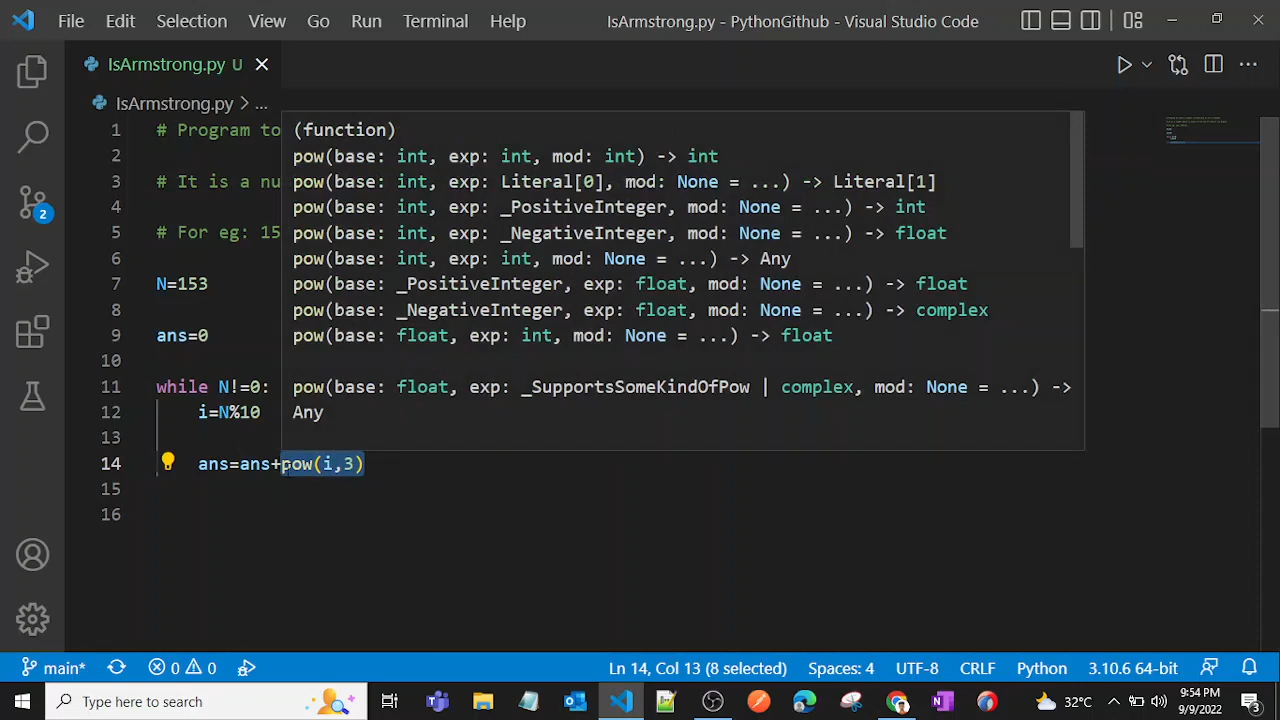 File Edit Selection View Go Run Terminal Help IsArmstrong.py - PythonGithub - Visual Studio Code
IsArmstrong.py U
IsArmstrong.py > ...
1 # Program to
2
3 # It is a nu
4
5 # For eg: 15
6
7 N=153
8
9 ans=0
10
11 while N!=0:
12 i=N%10
13
14 ans=ans+pow(i,3)
15
16
(function)
pow(base: int, exp: int, mod: int) -> int
pow(base: int, exp: Literal[0], mod: None = ...) -> Literal[1]
pow(base: int, exp: _PositiveInteger, mod: None = ...) -> int
pow(base: int, exp: _NegativeInteger, mod: None = ...) -> float
pow(base: int, exp: int, mod: None = ...) -> Any
pow(base: _PositiveInteger, exp: float, mod: None = ...) -> float
pow(base: _NegativeInteger, exp: float, mod: None = ...) -> complex
pow(base: float, exp: int, mod: None = ...) -> float
pow(base: float, exp: _SupportsSomeKindOfPow | complex, mod: None = ...) ->
Any
2
main* 0 0 Ln 14, Col 13 (8 selected) Spaces: 4 UTF-8 CRLF Python 3.10.6 64-bit
Type here to search 32°C 9:54 PM
9/9/2022 3